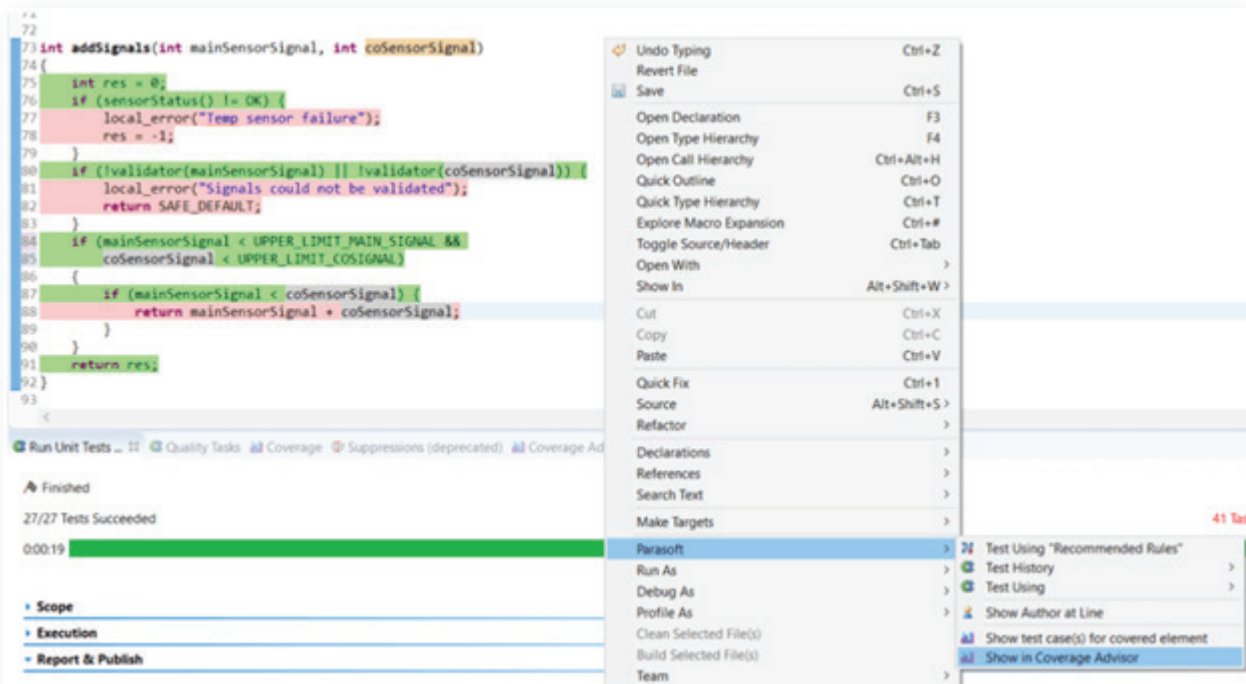 72
73 int addSignals(int mainSensorSignal, int coSensorSignal)
74 {
75 int res = 0;
76 if (sensorStatus() != OK) {
77 local_error("Temp sensor failure");
78 res = -1;
79 }
80 if (!validator(mainSensorSignal) || !validator(coSensorSignal)) {
81 local_error("Signals could not be validated");
82 return SAFE_DEFAULT;
83 }
84 if (mainSensorSignal < UPPER_LIMIT_MAIN_SIGNAL &&
85 coSensorSignal < UPPER_LIMIT_COSIGNAL)
86 {
87 if (mainSensorSignal < coSensorSignal) {
88 return mainSensorSignal + coSensorSignal;
89 }
90 }
91 return res;
92 }
93
Run Unit Tests ... Quality Tasks Coverage Suppressions (deprecated) Coverage Ad
Finished
27/27 Tests Succeeded
0:00:19
Scope
Execution
Report & Publish
Undo Typing Ctrl+Z
Revert File
Save Ctrl+S
Open Declaration F3
Open Type Hierarchy F4
Open Call Hierarchy Ctrl+Alt+H
Quick Outline Ctrl+O
Quick Type Hierarchy Ctrl+T
Explore Macro Expansion Ctrl+#
Toggle Source/Header Ctrl+Tab
Open With >
Show In Alt+Shift+W >
Cut Ctrl+X
Copy Ctrl+C
Paste Ctrl+V
Quick Fix Ctrl+1
Source Alt+Shift+S >
Refactor >
Declarations >
References >
Search Text >
Make Targets >
Parasoft >
Run As >
Debug As >
Profile As >
Clean Selected File(s)
Build Selected File(s)
Team >
41 Tas
Test Using "Recommended Rules"
Test History >
Test Using >
Show Author at Line
Show test case(s) for covered element
Show in Coverage Advisor